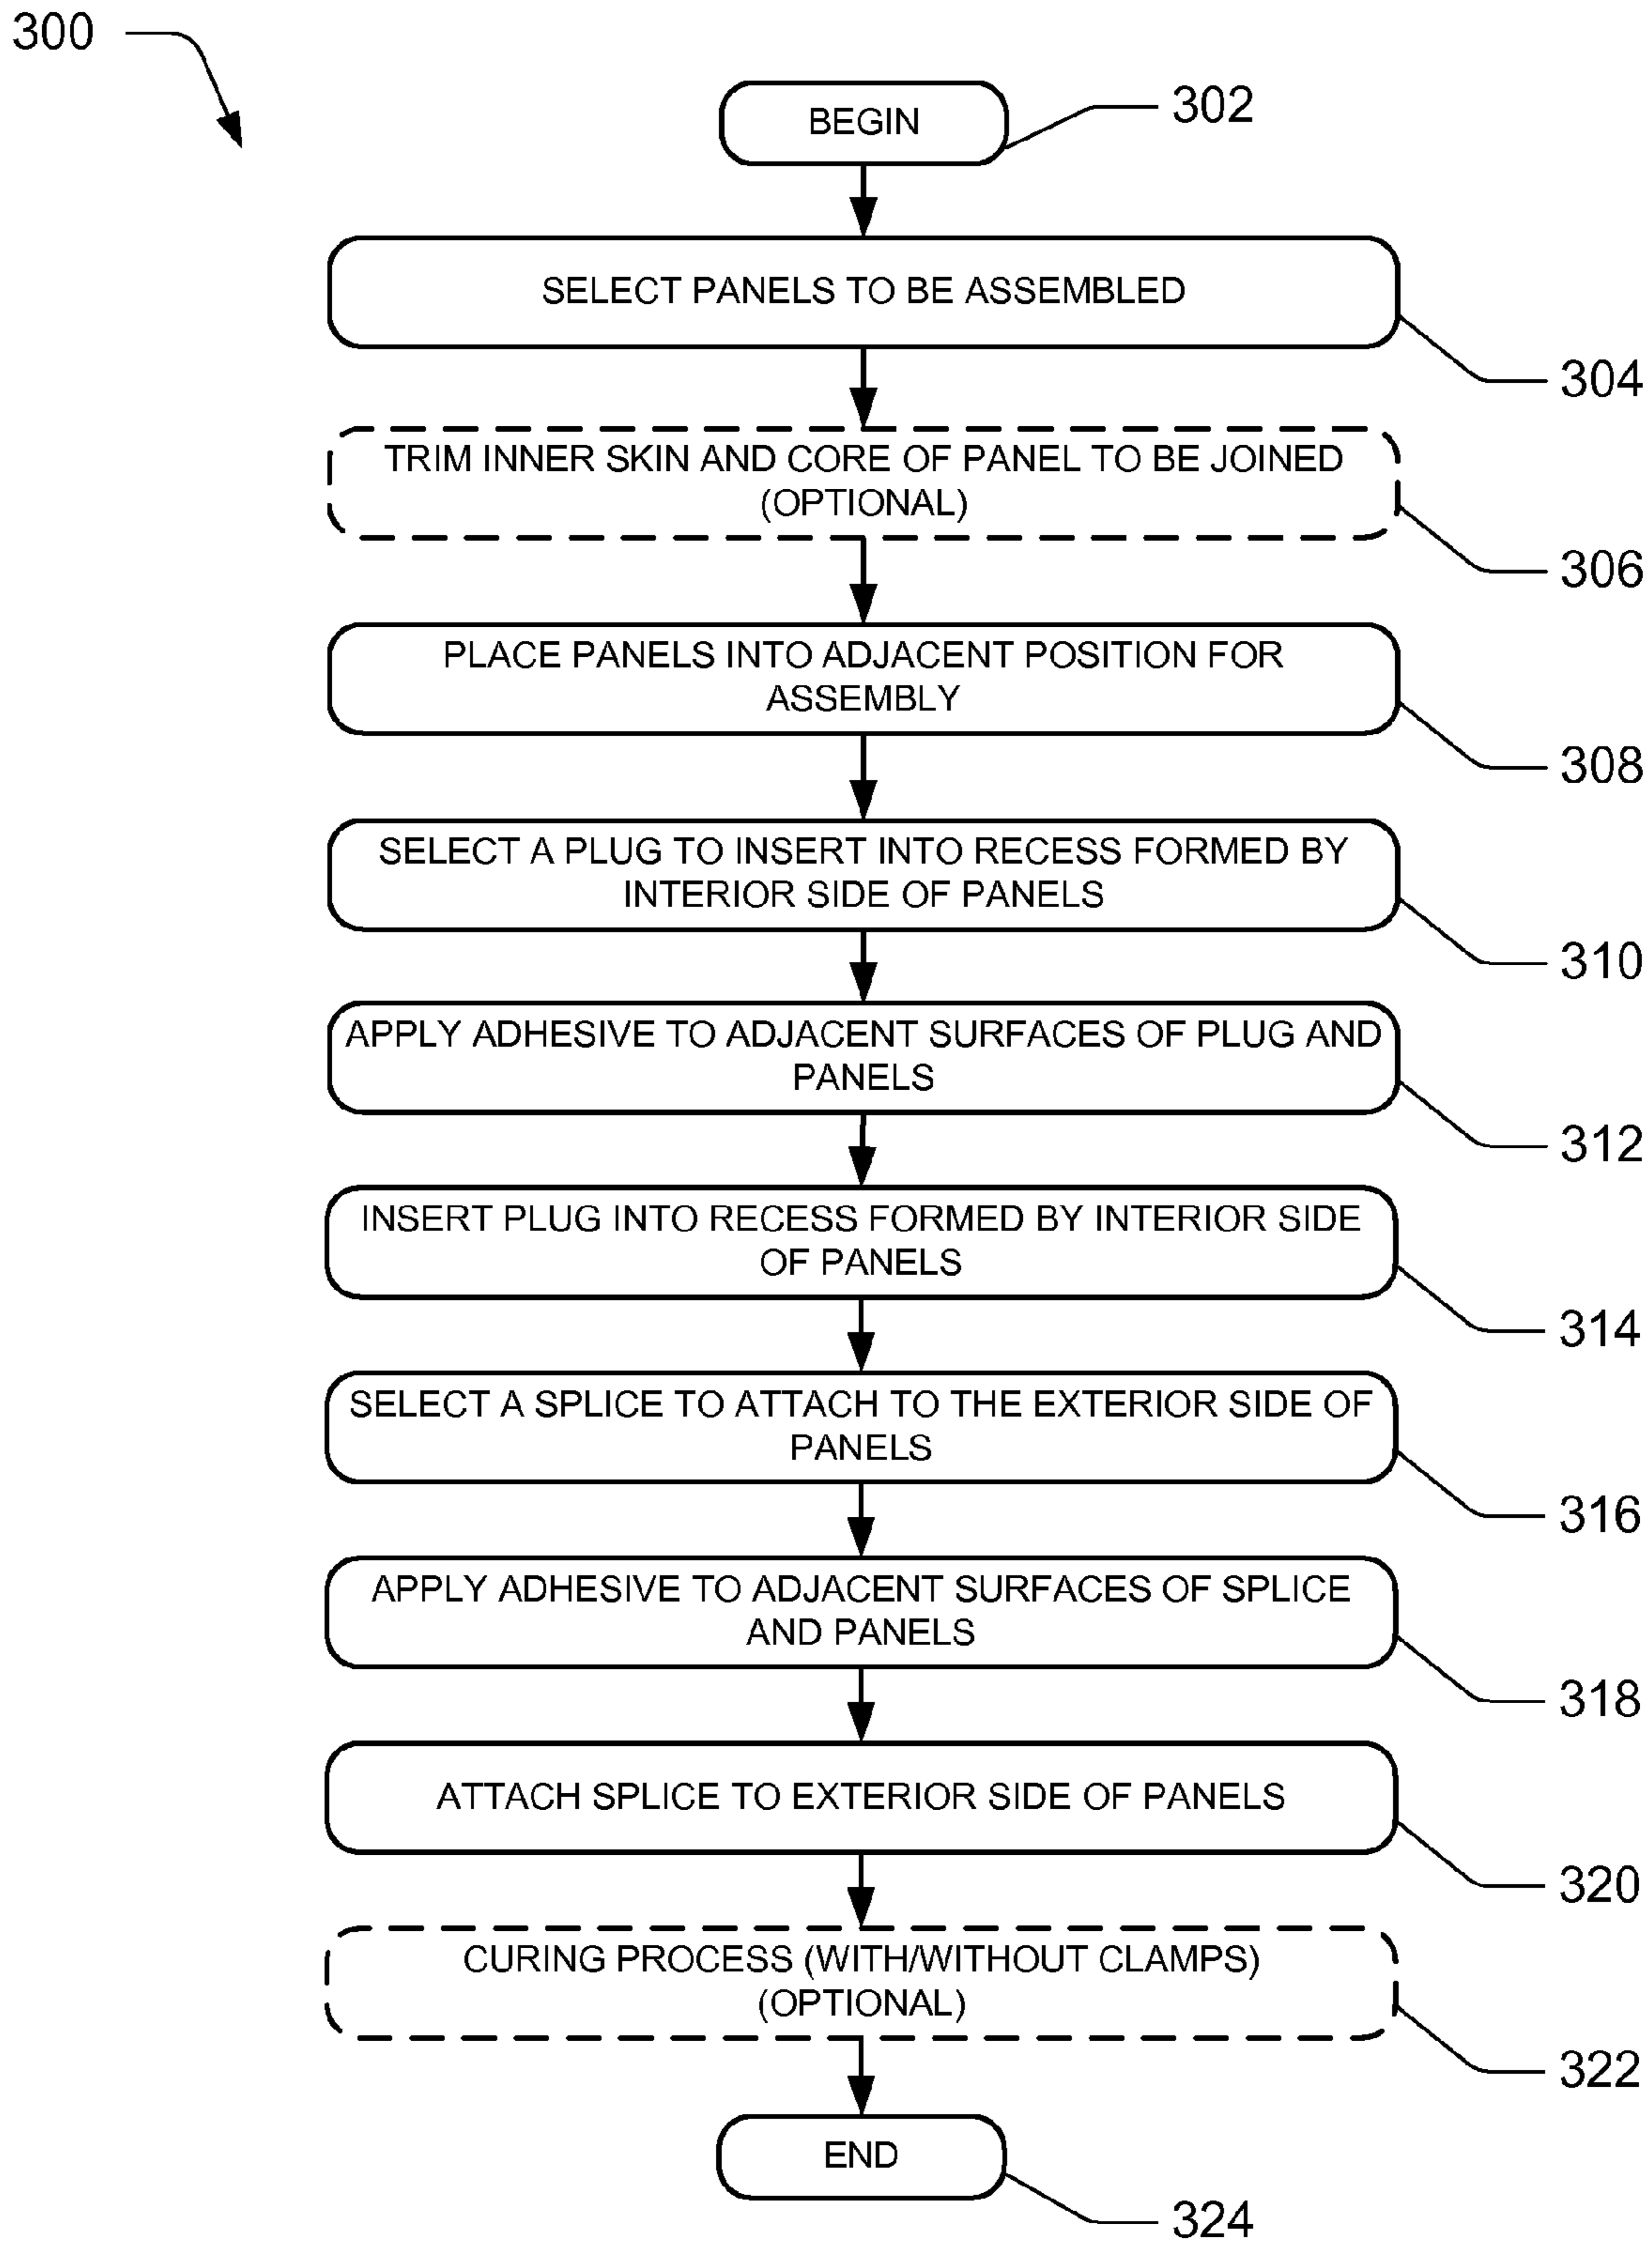 300
BEGIN
302
SELECT PANELS TO BE ASSEMBLED
304
TRIM INNER SKIN AND CORE OF PANEL TO BE JOINED
(OPTIONAL)
306
PLACE PANELS INTO ADJACENT POSITION FOR
ASSEMBLY
308
SELECT A PLUG TO INSERT INTO RECESS FORMED BY
INTERIOR SIDE OF PANELS
310
APPLY ADHESIVE TO ADJACENT SURFACES OF PLUG AND
PANELS
312
INSERT PLUG INTO RECESS FORMED BY INTERIOR SIDE
OF PANELS
314
SELECT A SPLICE TO ATTACH TO THE EXTERIOR SIDE OF
PANELS
316
APPLY ADHESIVE TO ADJACENT SURFACES OF SPLICE
AND PANELS
318
ATTACH SPLICE TO EXTERIOR SIDE OF PANELS
320
CURING PROCESS (WITH/WITHOUT CLAMPS)
(OPTIONAL)
322
END
324